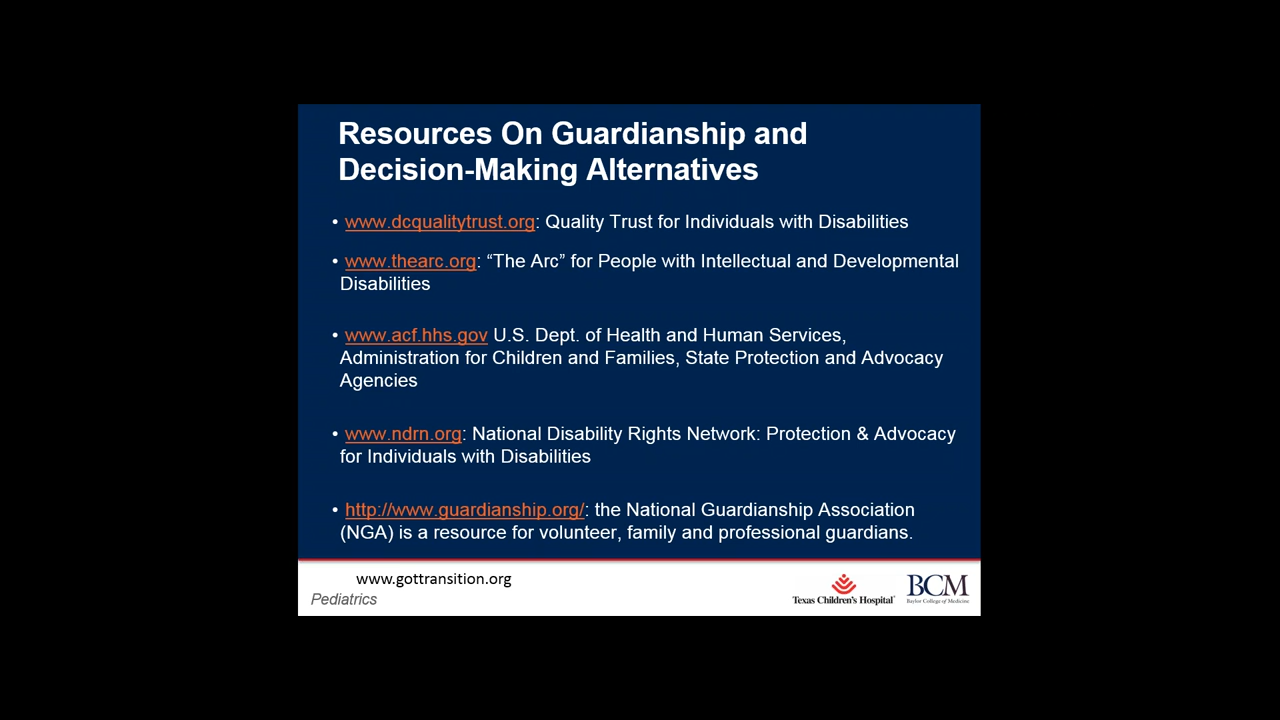 Resources On Guardianship and
Decision-Making Alternatives
• www.dcqualitytrust.org: Quality Trust for Individuals with Disabilities
• www.thearc.org: “The Arc” for People with Intellectual and Developmental
Disabilities
• www.acf.hhs.gov U.S. Dept. of Health and Human Services,
Administration for Children and Families, State Protection and Advocacy
Agencies
• www.ndrn.org: National Disability Rights Network: Protection & Advocacy
for Individuals with Disabilities
• http://www.guardianship.org/: the National Guardianship Association
(NGA) is a resource for volunteer, family and professional guardians.
www.gottransition.org
Pediatrics
Texas Children's Hospital
BCM
Baylor College of Medicine